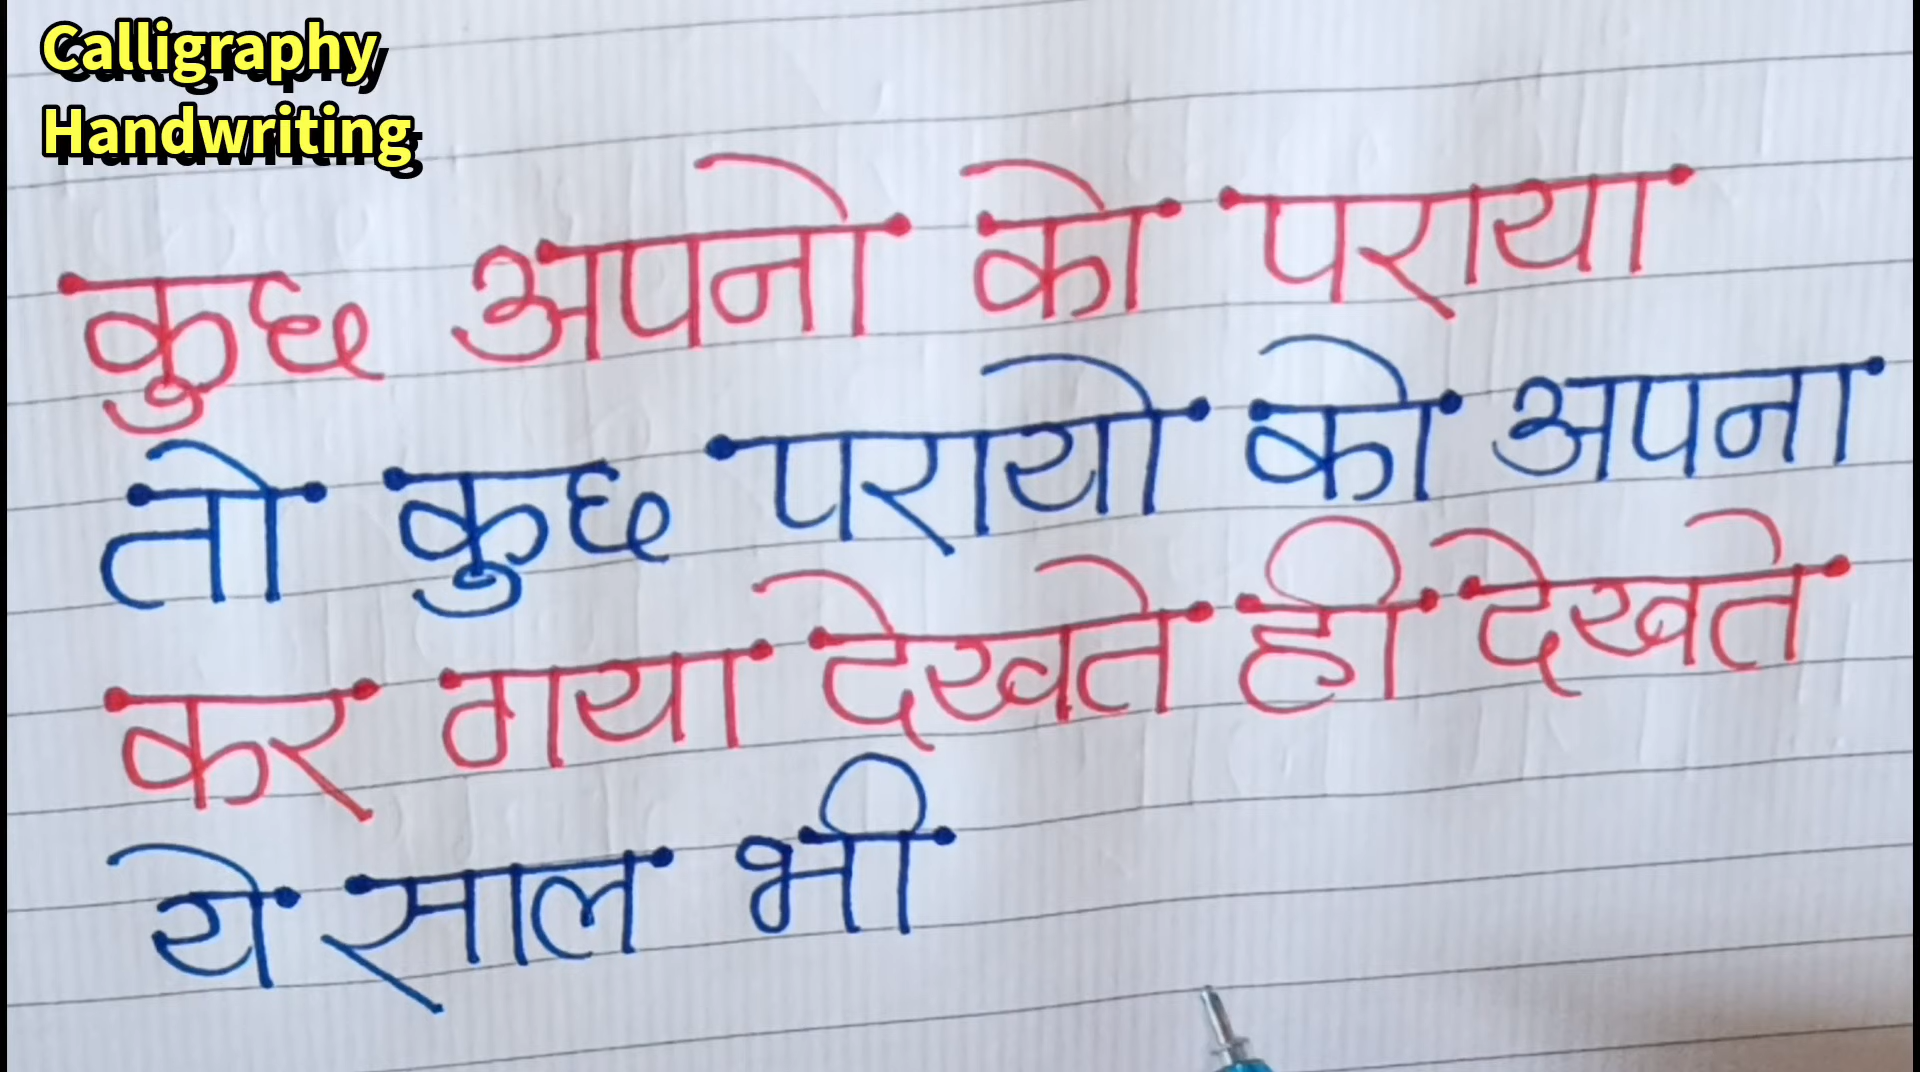 Calligraphy
Handwriting
कुछ अपनो को पराया
तो कुछ परायो को अपना
कर गया देखते ही देखते
ये साल भी